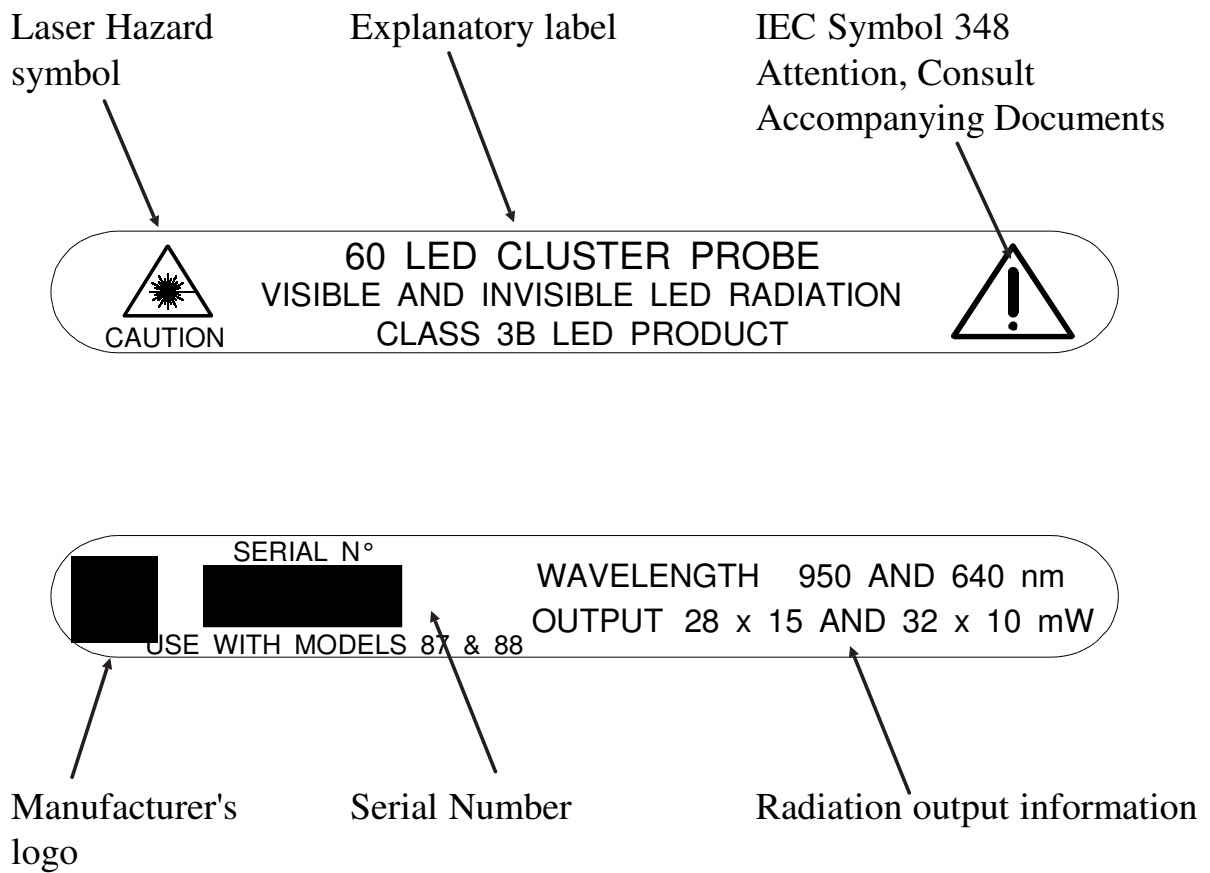 Laser Hazard
symbol
Explanatory label
IEC Symbol 348
Attention, Consult
Accompanying Documents
60 LED CLUSTER PROBE
VISIBLE AND INVISIBLE LED RADIATION
CLASS 3B LED PRODUCT
CAUTION
SERIAL N°
USE WITH MODELS 87 & 88
WAVELENGTH 950 AND 640 nm
OUTPUT 28 x 15 AND 32 x 10 mW
Manufacturer's
logo
Serial Number
Radiation output information